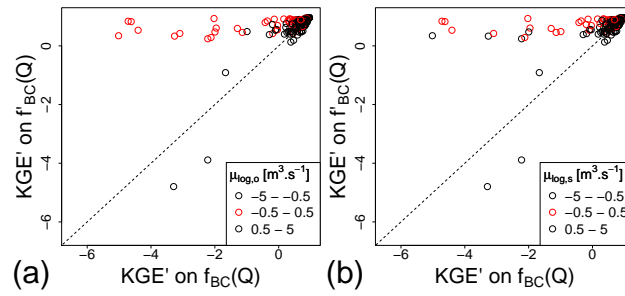 KGE' on f'BC(Q)
0
−2
−4
−6
μlog,o [m³.s⁻¹]
−5 − −0.5
−0.5 − 0.5
0.5 − 5
−6 −4 −2 0
KGE' on fBC(Q)
(a)
KGE' on f'BC(Q)
0
−2
−4
−6
μlog,s [m³.s⁻¹]
−5 − −0.5
−0.5 − 0.5
0.5 − 5
−6 −4 −2 0
KGE' on fBC(Q)
(b)